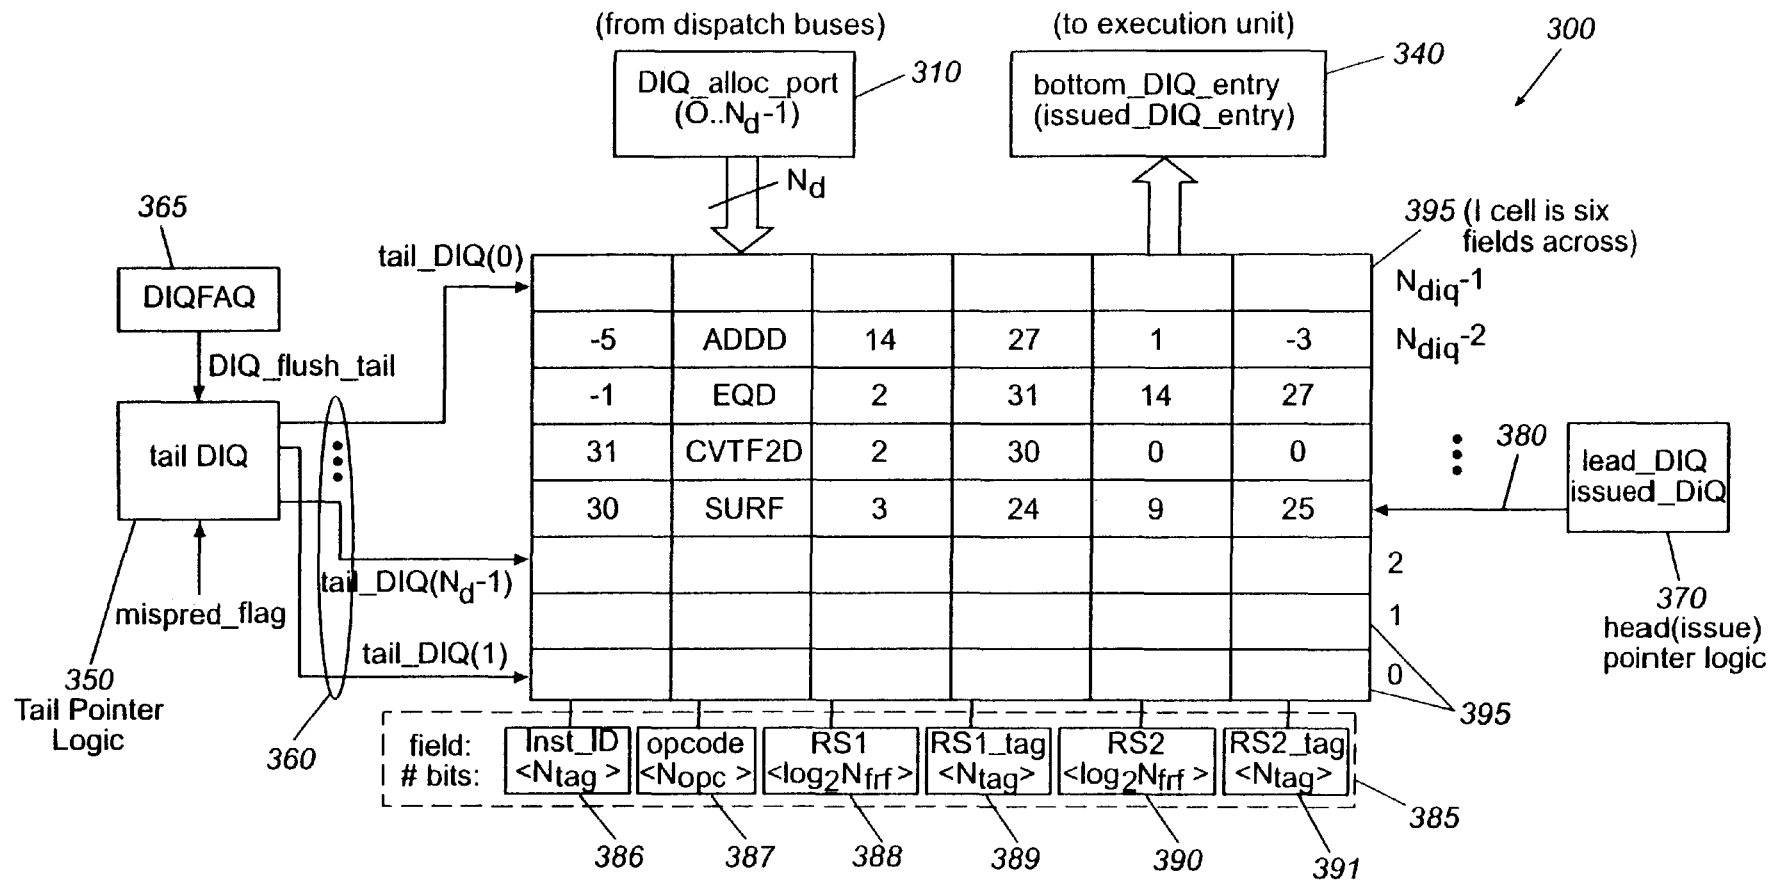 (from dispatch buses)
(to execution unit)
300
DIQ_alloc_port
(O..Nd-1)
310
bottom_DIQ_entry
(issued_DIQ_entry)
340
Nd
365
395 (I cell is six
fields across)
tail_DIQ(0)
DIQFAQ
Ndiq-1
-5 ADDD 14 27 1 -3
Ndiq-2
DIQ_flush_tail
-1 EQD 2 31 14 27
tail DIQ
31 CVTF2D 2 30 0 0
380
lead_DIQ
issued_DiQ
30 SURF 3 24 9 25
2
tail_DIQ(Nd-1)
mispred_flag
1
370
head(issue)
pointer logic
tail_DIQ(1)
0
350
Tail Pointer
Logic
360
395
field: Inst_ID opcode RS1 RS1_tag RS2 RS2_tag
# bits: <Ntag > <Nopc > <log2Nfrf > <Ntag> <log2Nfrf > <Ntag>
385
386 387 388 389 390 391